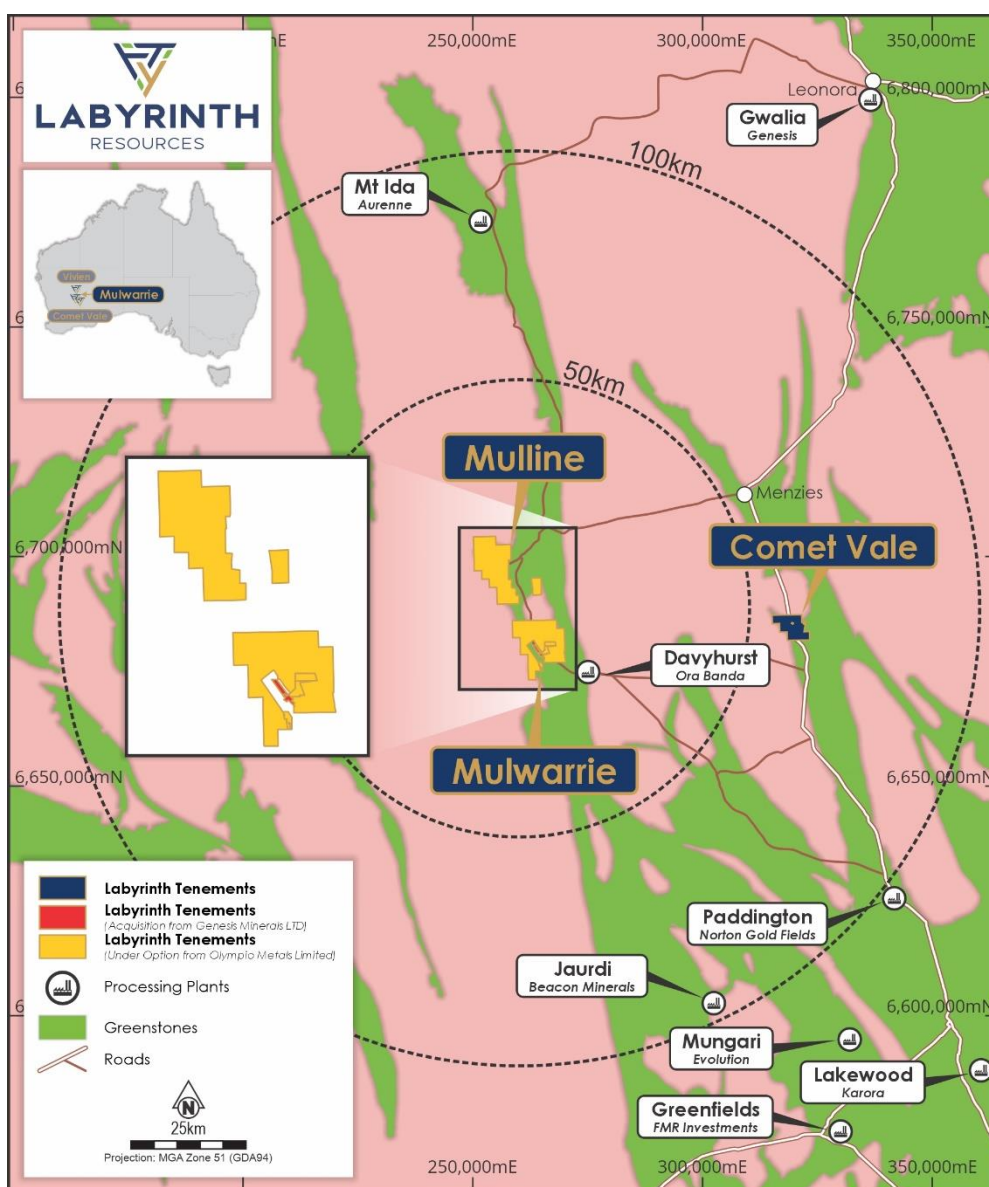 LABYRINTH
RESOURCES
250,000mE
300,000mE
350,000mE
Leonora
6,800,000mN
Gwalia
Genesis
100km
Mt Ida
Aurenne
Vivien
Mulwarrie
Comet Vale
6,750,000mN
50km
Mulline
Menzies
6,700,000mN
Comet Vale
Davyhurst
Ora Banda
Mulwarrie
6,650,000mN
6,650,000mN
Labyrinth Tenements
Labyrinth Tenements
(Acquisition from Genesis Minerals LTD)
Labyrinth Tenements
(Under Option from Olympio Metals Limited)
Processing Plants
Greenstones
Roads
N
25km
Projection: MGA Zone 51 (GDA94)
Paddington
Norton Gold Fields
Jaurdi
Beacon Minerals
6,600,000mN
Mungari
Evolution
Lakewood
Karora
Greenfields
FMR Investments
250,000mE
300,000mE
350,000mE